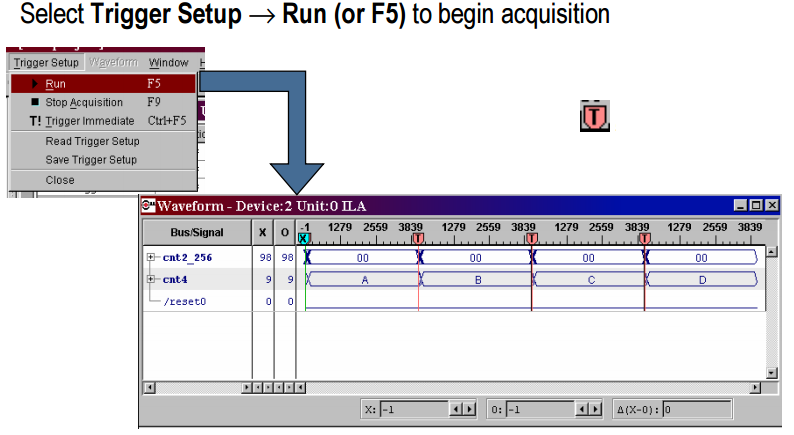 Select Trigger Setup → Run (or F5) to begin acquisition
Trigger Setup Waveform Window
Run F5
Stop Acquisition F9
T! Trigger Immediate Ctrl+F5
Read Trigger Setup
Save Trigger Setup
Close
T
Waveform - Device:2 Unit:0 ILA
Bus/Signal X O -1 1279 2559 3839 1279 2559 3839 1279 2559 3839 1279 2559 3839
X T T T
cnt2_256 98 98 00 00 00 00
cnt4 9 9 A B C D
/reset0 0 0
X: -1 O: -1 Δ(X-O): 0